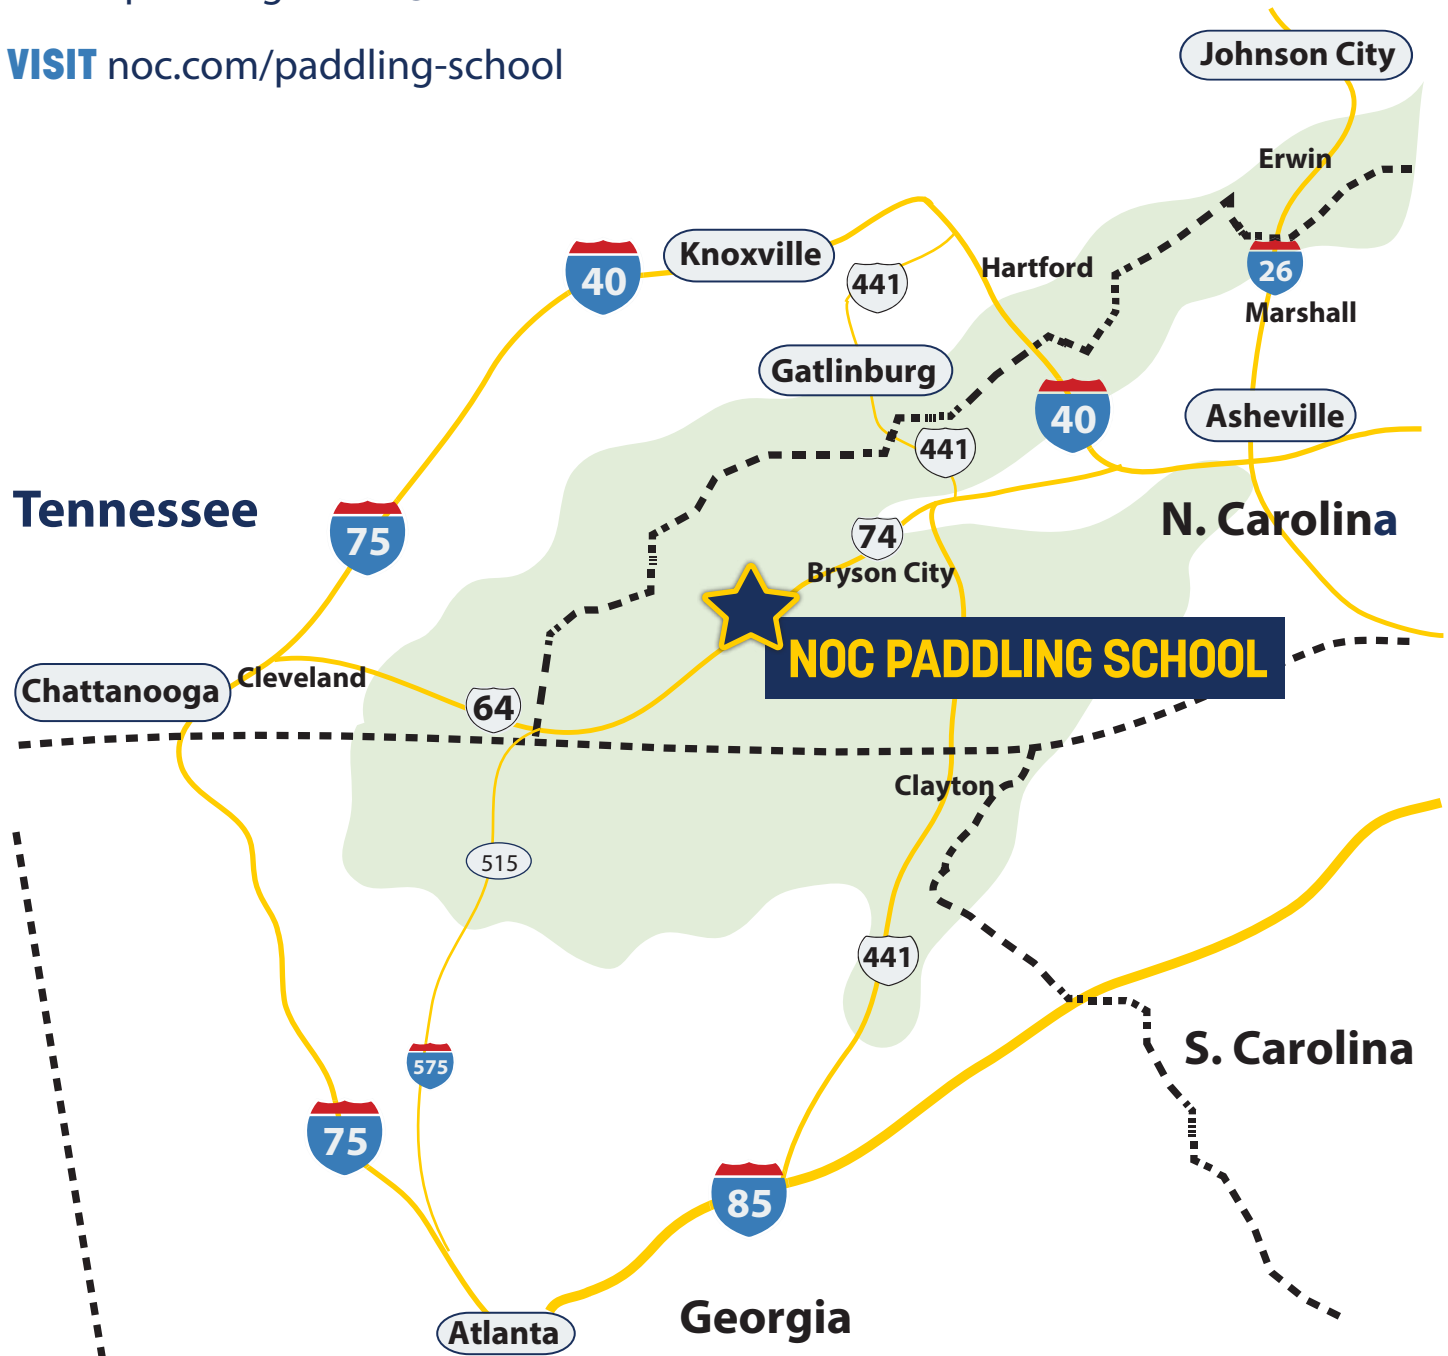 VISIT noc.com/paddling-school
Johnson City
Erwin
Knoxville
40
441
Hartford
26
Marshall
Gatlinburg
40
Asheville
441
Tennessee
75
74
N. Carolina
Bryson City
NOC PADDLING SCHOOL
Chattanooga
Cleveland
64
Clayton
515
441
S. Carolina
575
75
85
Georgia
Atlanta